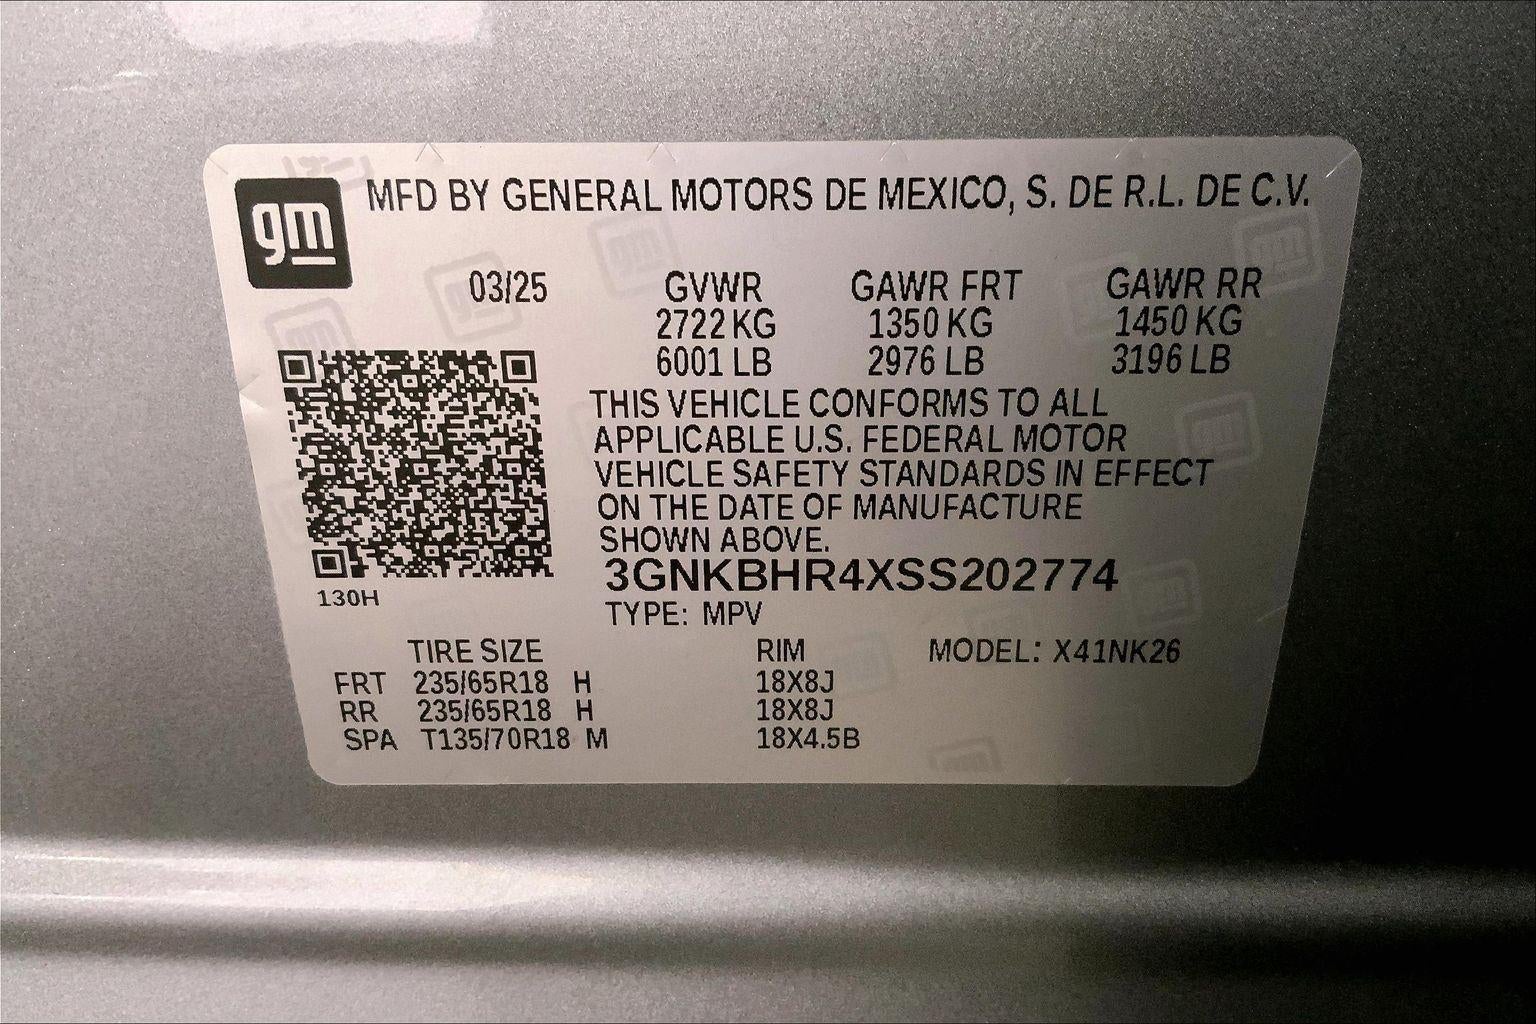 gm
MFD BY GENERAL MOTORS DE MEXICO, S. DE R.L. DE C.V.
03/25 GVWR GAWR FRT GAWR RR
2722 KG 1350 KG 1450 KG
6001 LB 2976 LB 3196 LB
THIS VEHICLE CONFORMS TO ALL
APPLICABLE U.S. FEDERAL MOTOR
VEHICLE SAFETY STANDARDS IN EFFECT
ON THE DATE OF MANUFACTURE
SHOWN ABOVE.
3GNKBHR4XSS202774
130H
TYPE: MPV
TIRE SIZE RIM MODEL: X41NK26
FRT 235/65R18 H 18X8J
RR 235/65R18 H 18X8J
SPA T135/70R18 M 18X4.5B